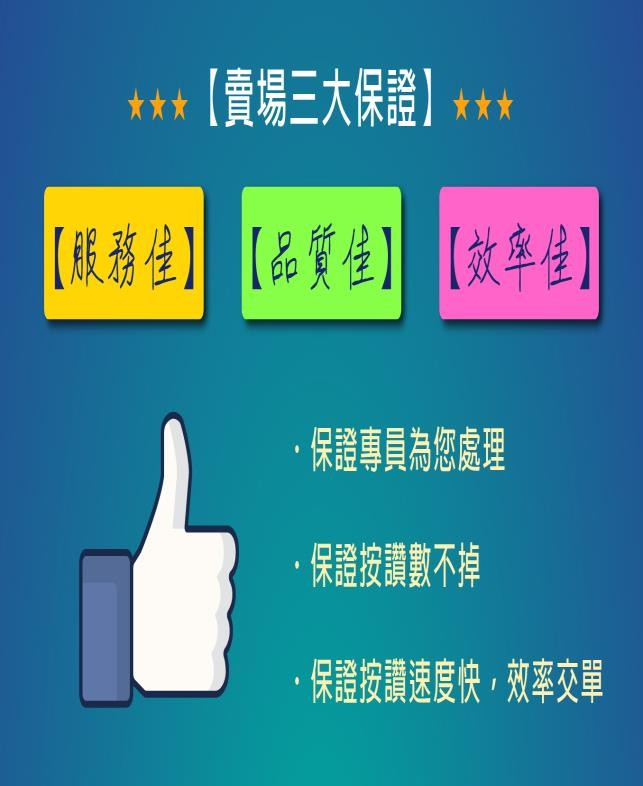 ★★★【賣場三大保證】★★★
【服務佳】
【品質佳】
【效率佳】
·保證專員為您處理
·保證按讚數不掉
·保證按讚速度快，效率交單